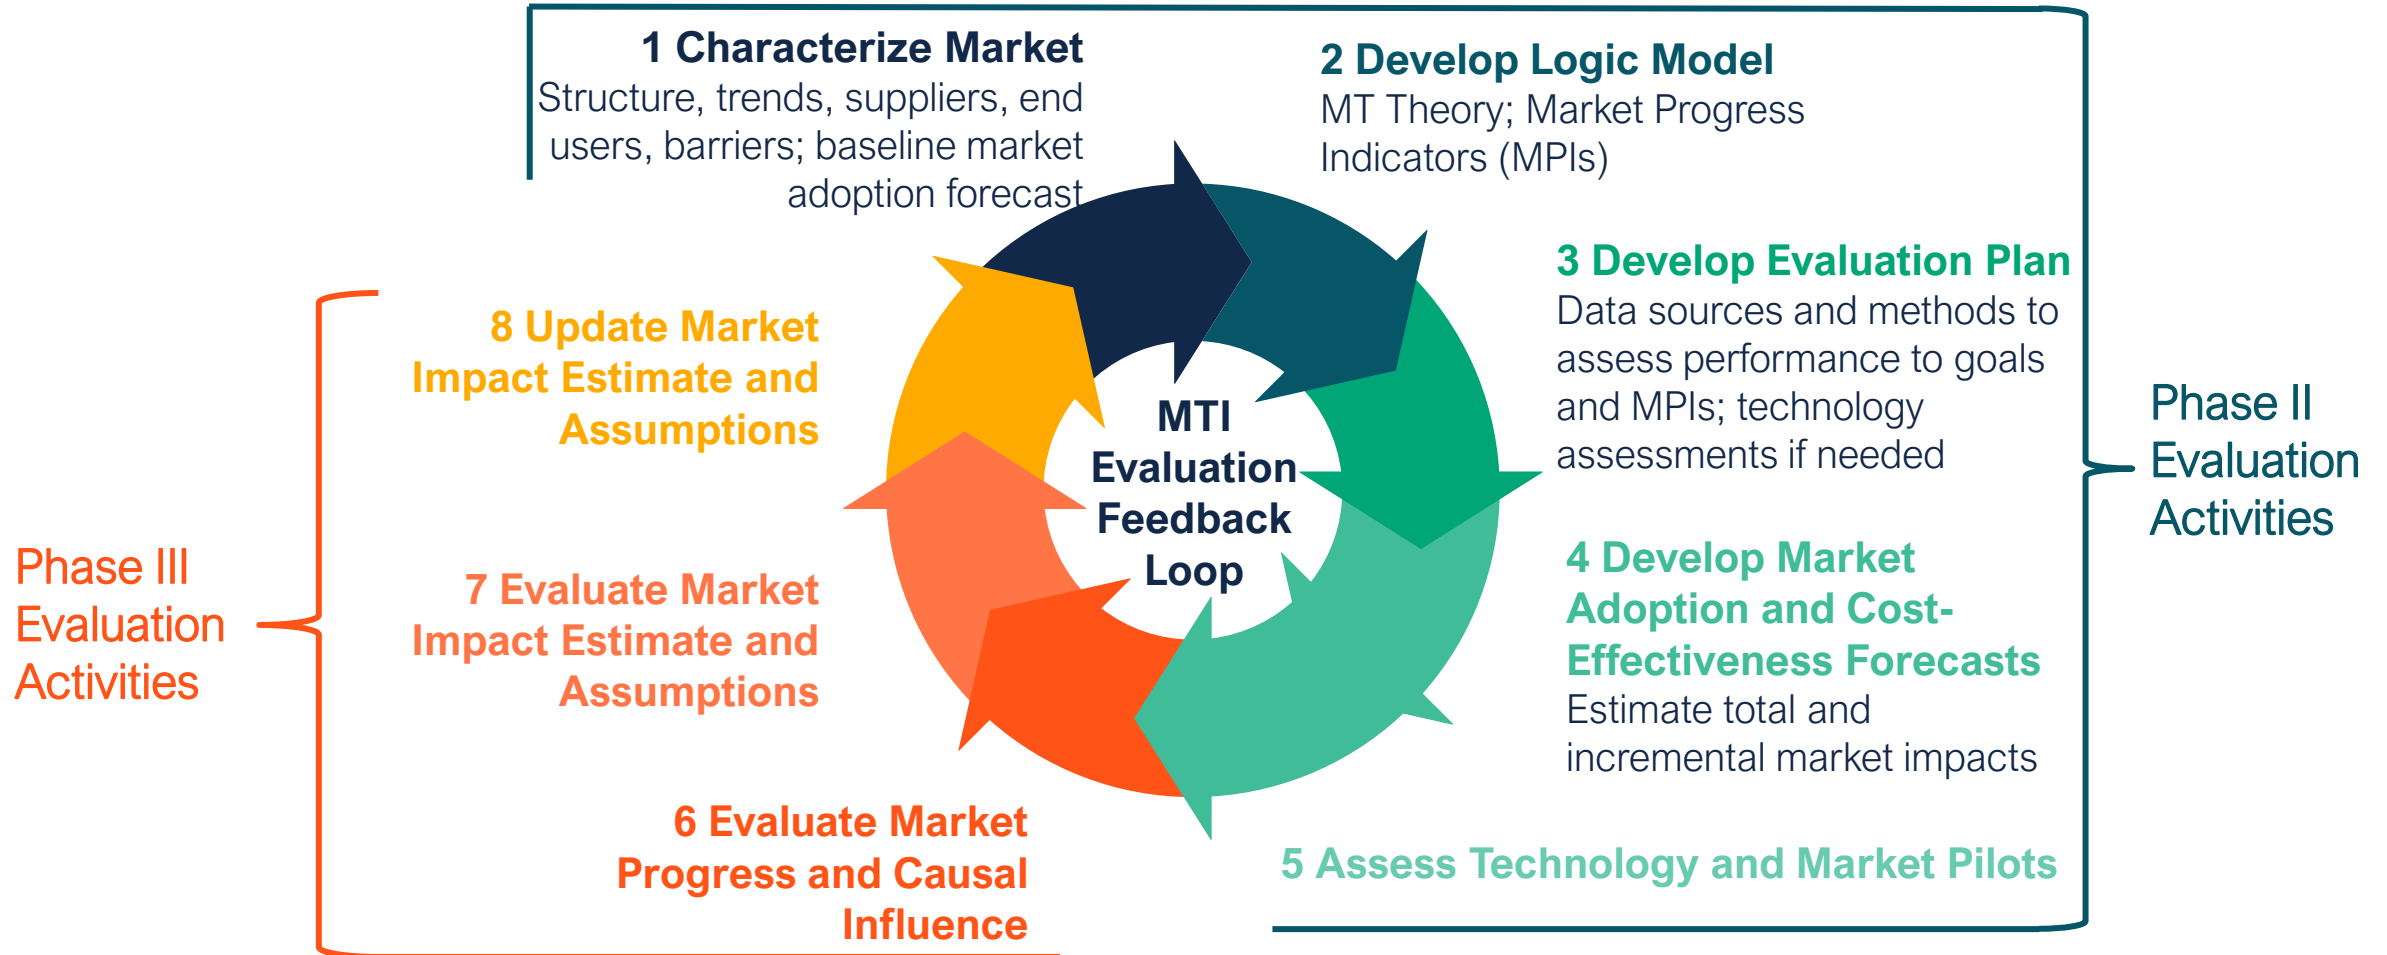 1 Characterize Market
Structure, trends, suppliers, end
users, barriers; baseline market
adoption forecast
2 Develop Logic Model
MT Theory; Market Progress
Indicators (MPIs)
3 Develop Evaluation Plan
Data sources and methods to
assess performance to goals
and MPIs; technology
assessments if needed
4 Develop Market
Adoption and Cost-
Effectiveness Forecasts
Estimate total and
incremental market impacts
5 Assess Technology and Market Pilots
6 Evaluate Market
Progress and Causal
Influence
7 Evaluate Market
Impact Estimate and
Assumptions
8 Update Market
Impact Estimate and
Assumptions
MTI
Evaluation
Feedback
Loop
Phase II
Evaluation
Activities
Phase III
Evaluation
Activities